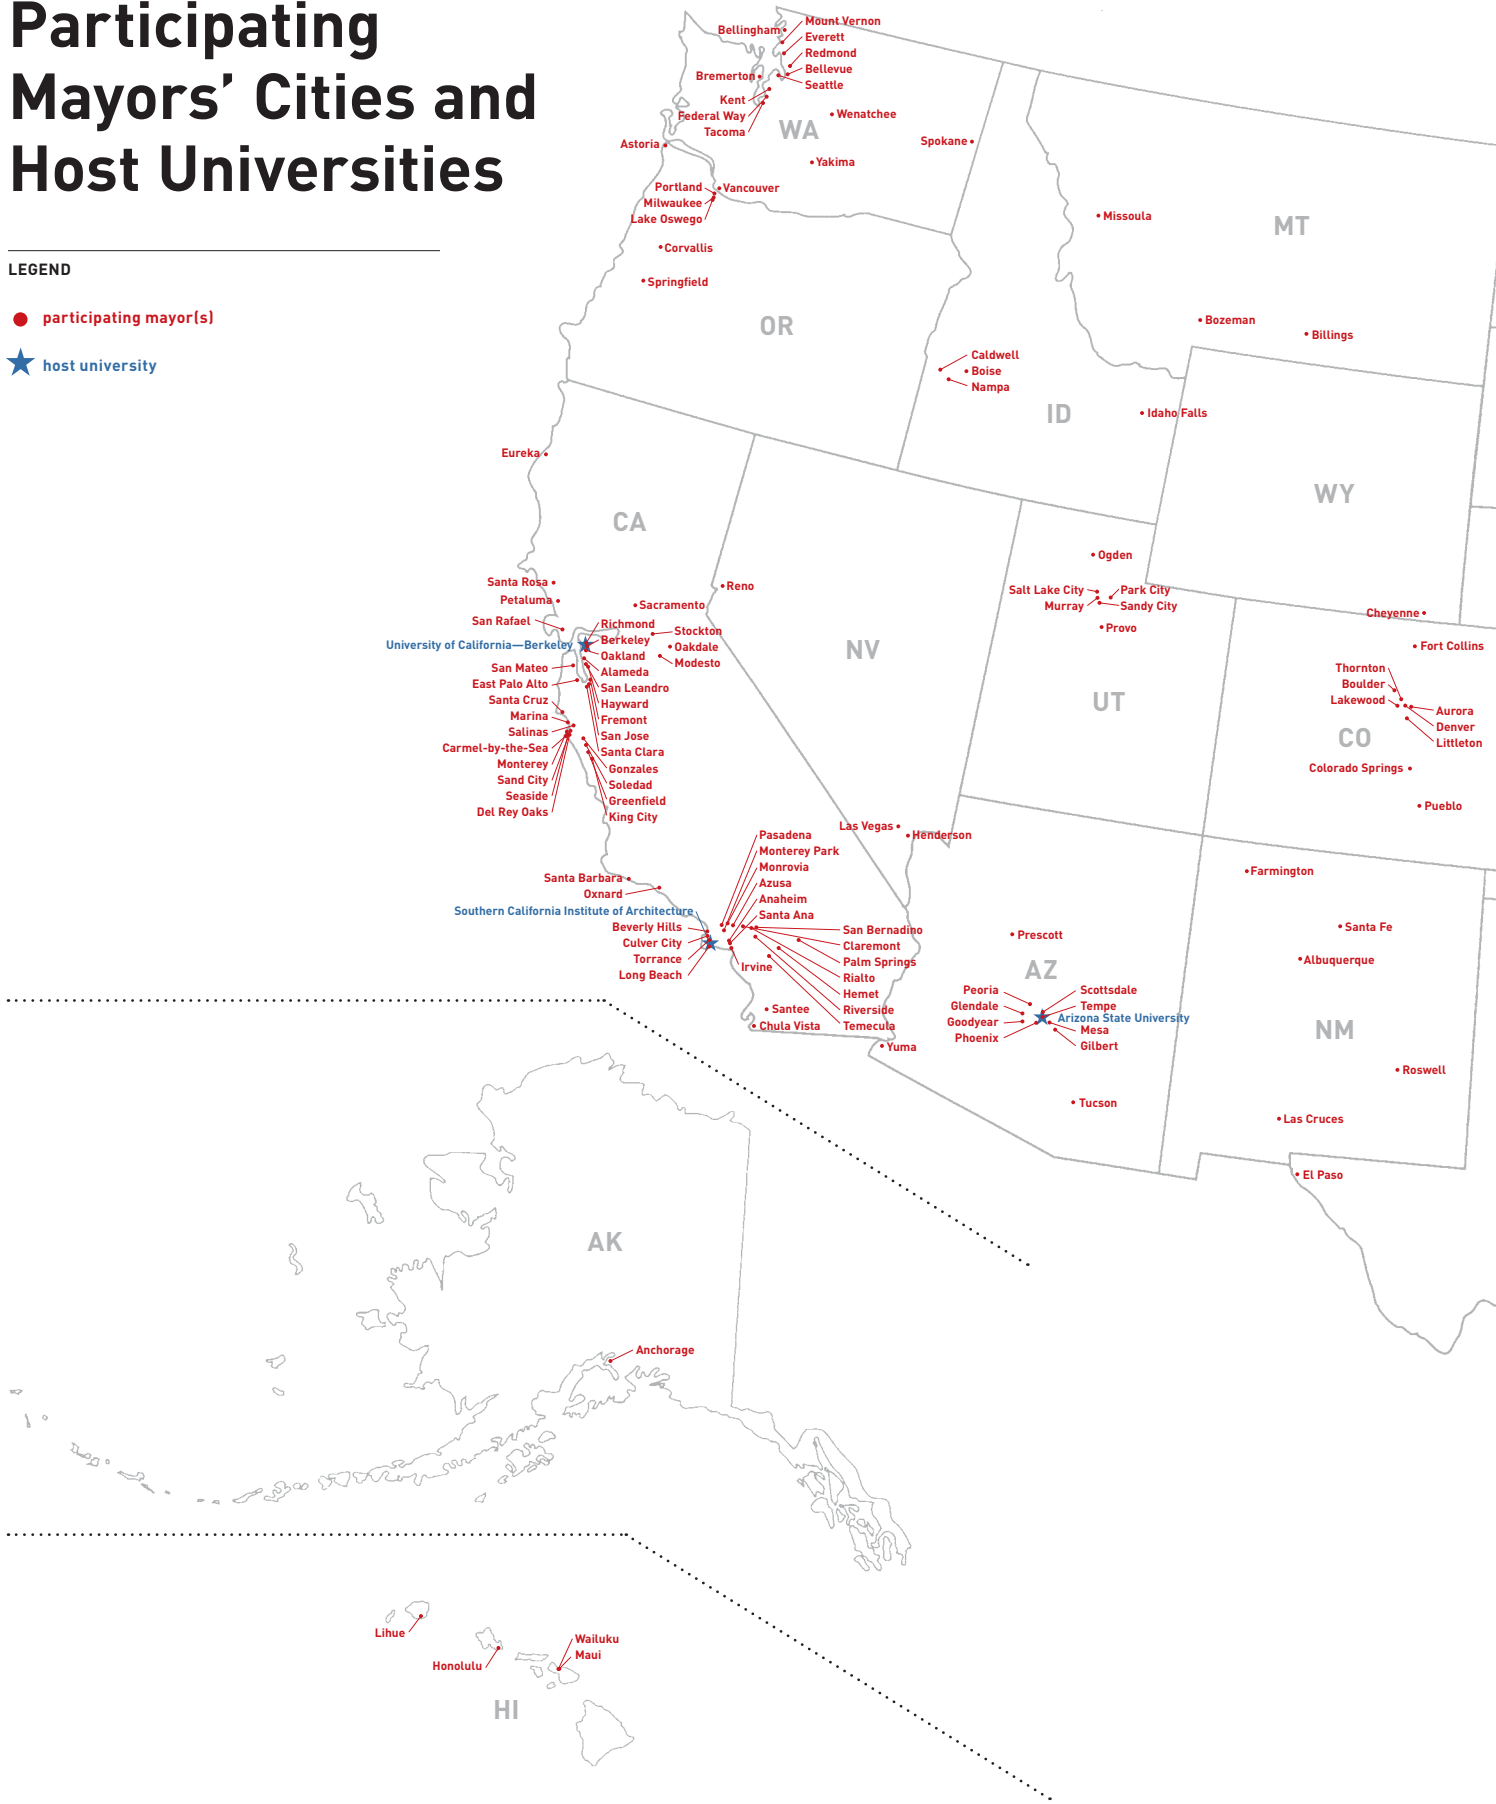 Participating
Mayors’ Cities and
Host Universities
LEGEND
participating mayor(s)
host university
Mount Vernon
Bellingham
Everett
Redmond
Bellevue
Bremerton
Seattle
Kent
Federal Way
Tacoma
Wenatchee
WA
Spokane
Astoria
Yakima
Portland
Vancouver
Milwaukee
Lake Oswego
Corvallis
Springfield
OR
Missoula
MT
Bozeman
Billings
Caldwell
Boise
Nampa
ID
Idaho Falls
WY
Cheyenne
Eureka
CA
Santa Rosa
Petaluma
San Rafael
Sacramento
Reno
NV
University of California—Berkeley
Richmond
Berkeley
Oakland
Alameda
San Leandro
Hayward
Fremont
San Jose
Santa Clara
Stockton
Oakdale
Modesto
San Mateo
East Palo Alto
Santa Cruz
Marina
Salinas
Carmel-by-the-Sea
Monterey
Sand City
Seaside
Del Rey Oaks
Gonzales
Soledad
Greenfield
King City
Ogden
Salt Lake City
Park City
Murray
Sandy City
Provo
UT
Fort Collins
Thornton
Boulder
Lakewood
Aurora
Denver
Littleton
CO
Colorado Springs
Pueblo
Las Vegas
Henderson
Pasadena
Monterey Park
Monrovia
Azusa
Anaheim
Santa Ana
Santa Barbara
Oxnard
Southern California Institute of Architecture
Beverly Hills
Culver City
Torrance
Long Beach
Irvine
San Bernadino
Claremont
Palm Springs
Rialto
Hemet
Riverside
Temecula
Santee
Chula Vista
Yuma
Prescott
AZ
Peoria
Glendale
Goodyear
Phoenix
Scottsdale
Tempe
Arizona State University
Mesa
Gilbert
Tucson
Farmington
Santa Fe
Albuquerque
NM
Roswell
Las Cruces
El Paso
AK
Anchorage
Lihue
Honolulu
Wailuku
Maui
HI